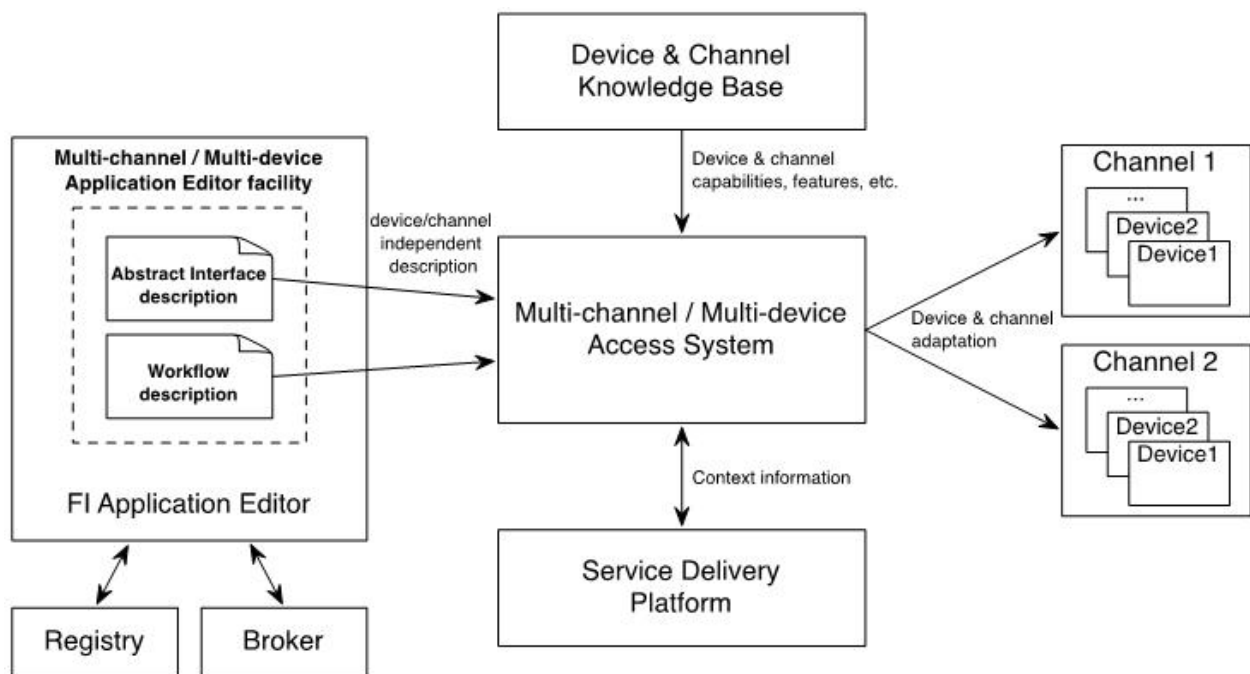 Device & Channel
Knowledge Base
Multi-channel / Multi-device
Application Editor facility
Abstract Interface
description
Workflow
description
FI Application Editor
Registry
Broker
device/channel
independent
description
Device & channel
capabilities, features, etc.
Multi-channel / Multi-device
Access System
Context information
Service Delivery
Platform
Device & channel
adaptation
Channel 1
...
Device2
Device1
Channel 2
...
Device2
Device1